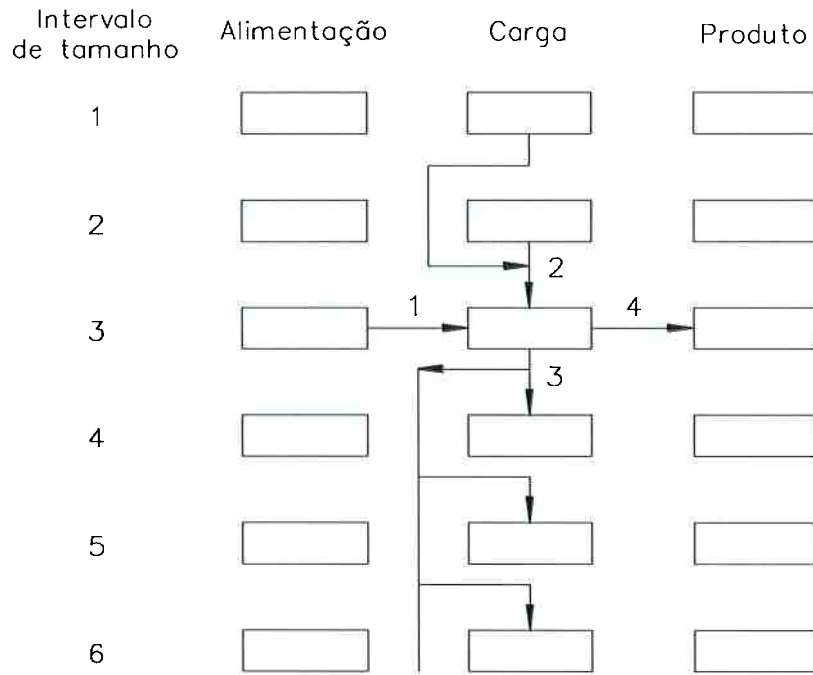 Intervalo
de tamanho
Alimentação
Carga
Produto
1
2
2
3
1
4
3
4
5
6